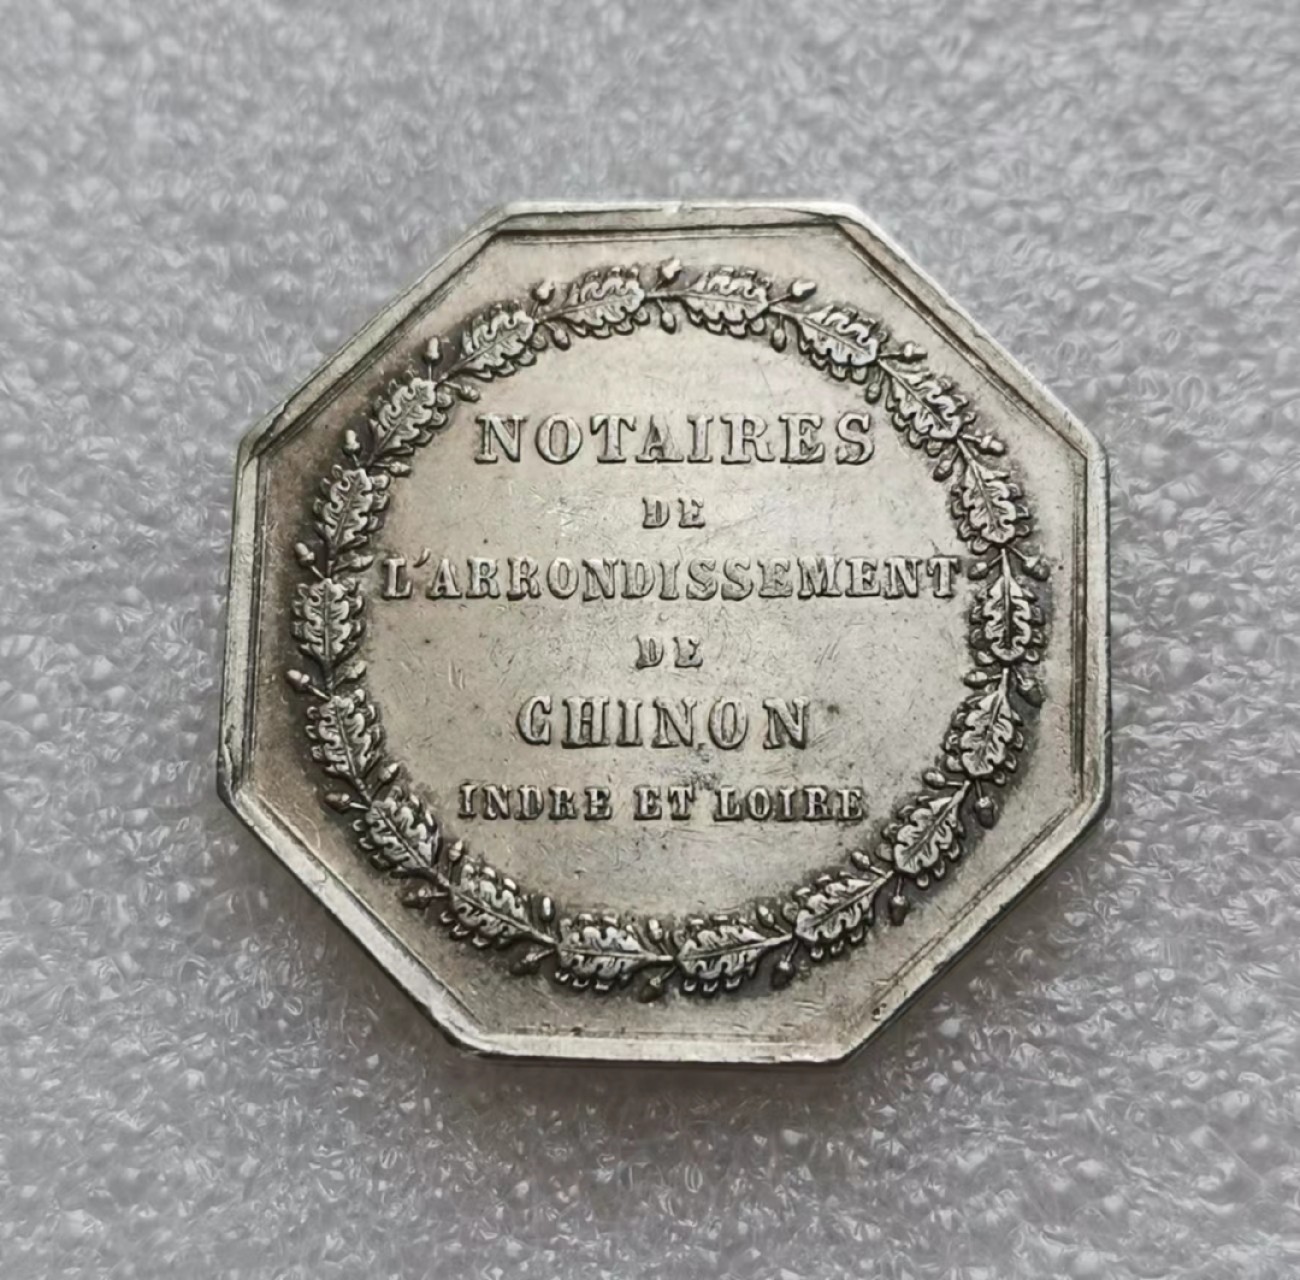 NOTAIRES
DE
L'ARRONDISSEMENT
DE
CHINON
INDRE ET LOIRE